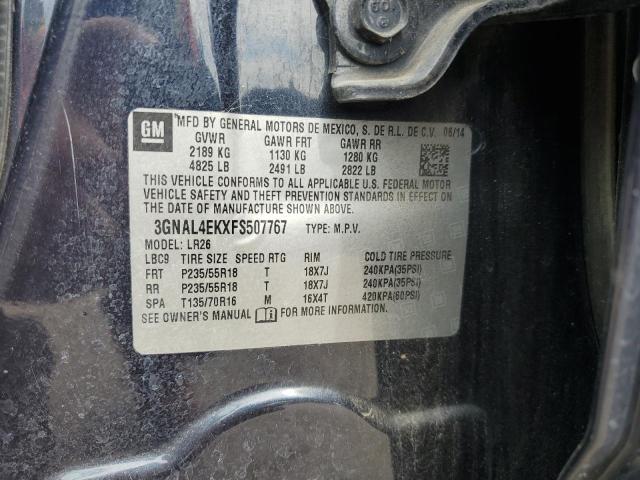 60.
GM
MFD BY GENERAL MOTORS DE MEXICO, S. DE R.L. DE C.V. 06/14
GVWR GAWR FRT GAWR RR
2189 KG 1130 KG 1280 KG
4825 LB 2491 LB 2822 LB
THIS VEHICLE CONFORMS TO ALL APPLICABLE U.S. FEDERAL MOTOR
VEHICLE SAFETY AND THEFT PREVENTION STANDARDS IN EFFECT
ON THE DATE OF MANUFACTURE SHOWN ABOVE.
3GNAL4EKXFS507767 TYPE: M.P.V.
MODEL: LR26
LBC9 TIRE SIZE SPEED RTG RIM COLD TIRE PRESSURE
FRT P235/55R18 T 18X7J 240KPA(35PSI)
RR P235/55R18 T 18X7J 240KPA(35PSI)
SPA T135/70R16 M 16X4T 420KPA(60PSI)
SEE OWNER'S MANUAL FOR MORE INFORMATION.